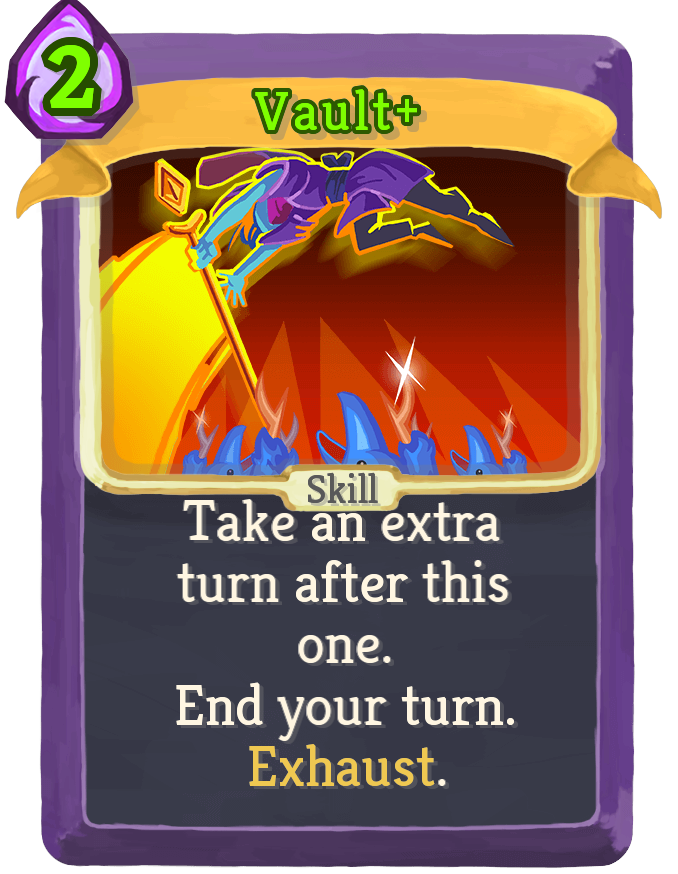 2
Vault+
Skill
Take an extra
turn after this
one.
End your turn.
Exhaust.